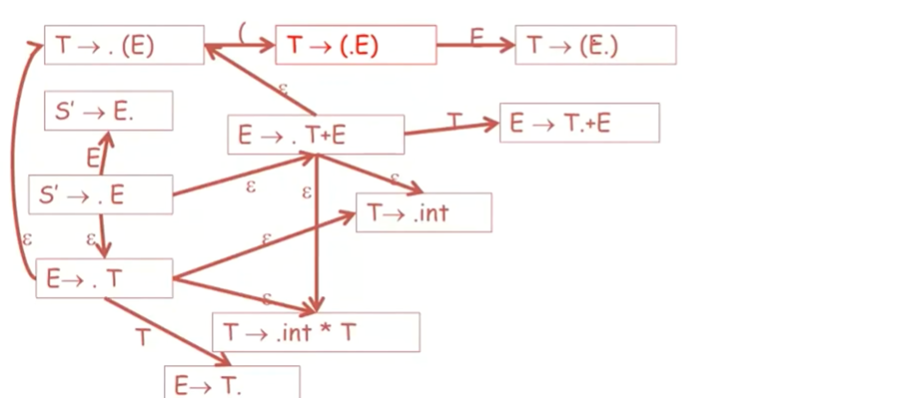 T → . (E)
(
T → (.E)
E
T → (E.)
ε
S' → E.
E → . T+E
T
E → T.+E
E
S' → . E
ε
ε
ε
T → .int
ε
ε
ε
E → . T
ε
T → .int * T
T
E → T.